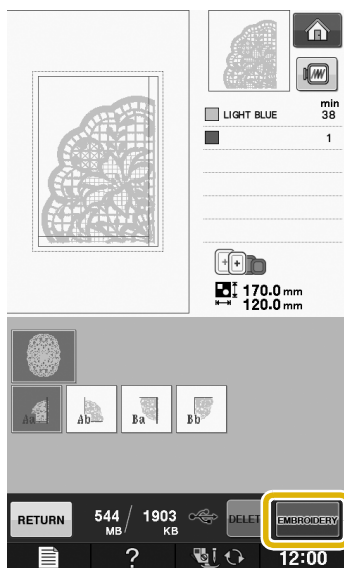 min
LIGHT BLUE 38
1
170.0 mm
120.0 mm
Aa Ab Ba Bb
RETURN 544 MB / 1903 KB DELET EMBROIDERY
? 12:00